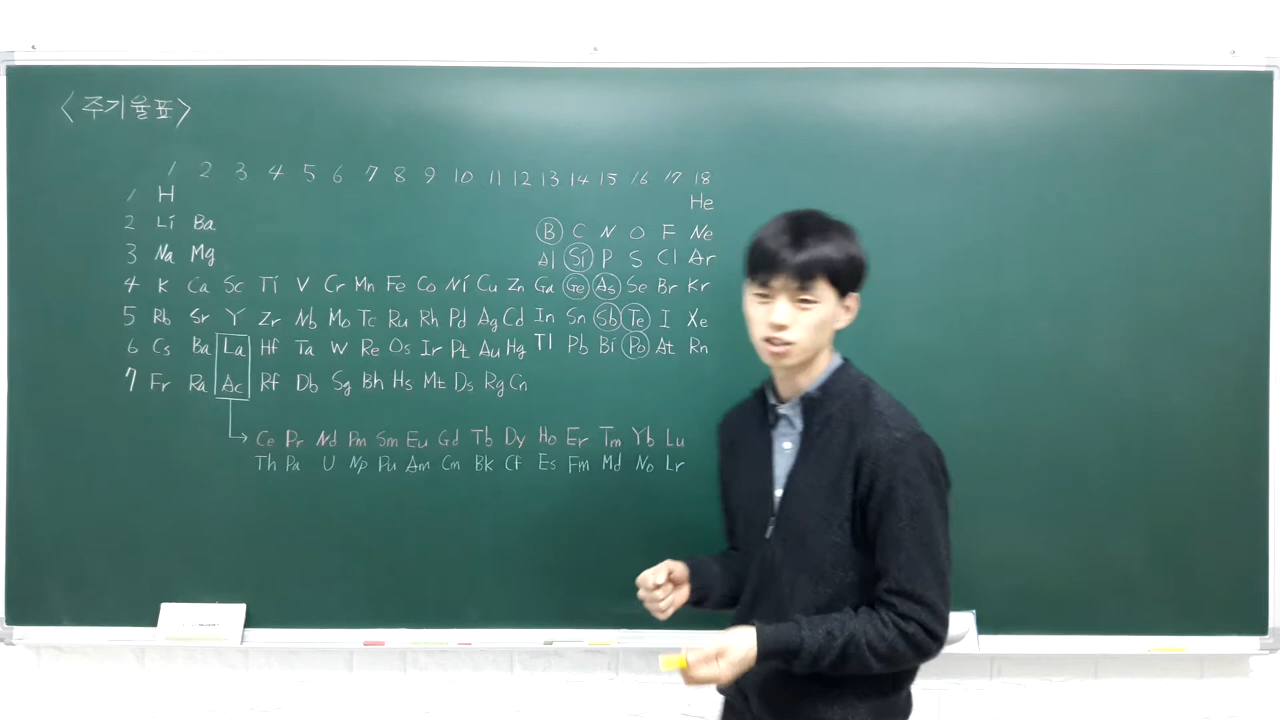 <주기율표>
1 2 3 4 5 6 7 8 9 10 11 12 13 14 15 16 17 18
1 H He
2 Li Ba B C N O F Ne
3 Na Mg Al Si P S Cl Ar
4 K Ca Sc Ti V Cr Mn Fe Co Ni Cu Zn Ga Ge As Se Br Kr
5 Rb Sr Y Zr Nb Mo Tc Ru Rh Pd Ag Cd In Sn Sb Te I Xe
6 Cs Ba La Hf Ta W Re Os Ir Pt Au Hg Tl Pb Bi Po At Rn
7 Fr Ra Ac Rf Db Sg Bh Hs Mt Ds Rg Cn
Ce Pr Nd Pm Sm Eu Gd Tb Dy Ho Er Tm Yb Lu
Th Pa U Np Pu Am Cm Bk Cf Es Fm Md No Lr